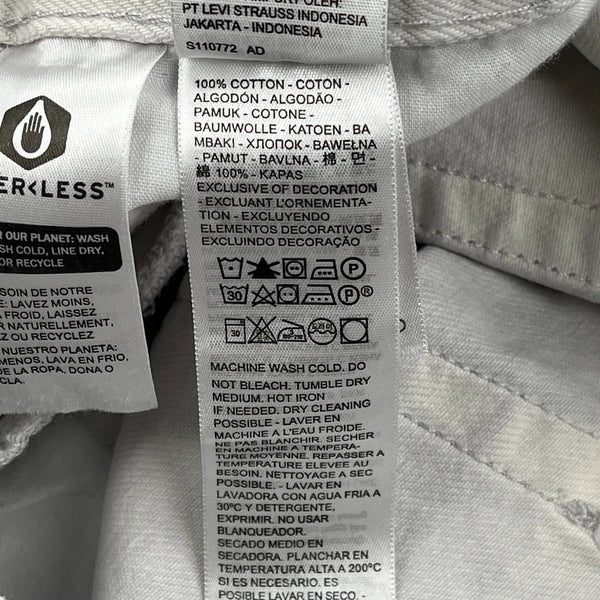 PT LEVI STRAUSS INDONESIA
JAKARTA - INDONESIA
S110772 AD
100% COTTON - COTON -
ALGODÓN - ALGODÃO -
PAMUK - COTONE -
BAUMWOLLE - KATOEN - BA
MBAKI - ХЛОПОК - BAWEŁNA
- PAMUT - BAVLNA - 棉 - 면 -
綿 100% - KAPAS
EXCLUSIVE OF DECORATION
- EXCLUANT L'ORNEMENTA-
TION - EXCLUYENDO
ELEMENTOS DECORATIVOS -
EXCLUINDO DECORAÇÃO
P
30 P
30
MACHINE WASH COLD. DO
NOT BLEACH. TUMBLE DRY
MEDIUM. HOT IRON
IF NEEDED. DRY CLEANING
POSSIBLE - LAVER EN
MACHINE A L'EAU FROIDE.
NE PAS BLANCHIR. SECHER
EN MACHINE A TEMPERA-
TURE MOYENNE. REPASSER A
TEMPERATURE ELEVEE AU
BESOIN. NETTOYAGE A SEC
POSSIBLE. - LAVAR EN
LAVADORA CON AGUA FRIA A
30ºC Y DETERGENTE,
EXPRIMIR. NO USAR
BLANQUEADOR.
SECADO MEDIO EN
SECADORA. PLANCHAR EN
TEMPERATURA ALTA A 200ºC
SI ES NECESARIO. ES
POSIBLE LAVAR EN SECO. -
ER<LESS™
OUR PLANET: WASH
COLD, LINE DRY,
OR RECYCLE
SOIN DE NOTRE
: LAVEZ MOINS,
A FROID, LAISSEZ
NATURELLEMENT,
Z OU RECYCLEZ
NUESTRO PLANETA:
MENOS, LAVA EN FRIO,
DE LA ROPA, DONA O
CLA.